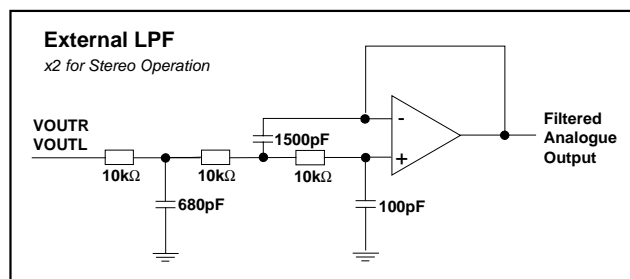 External LPF
x2 for Stereo Operation
VOUTR
VOUTL
10kΩ
680pF
10kΩ
1500pF
10kΩ
100pF
-
+
Filtered
Analogue
Output